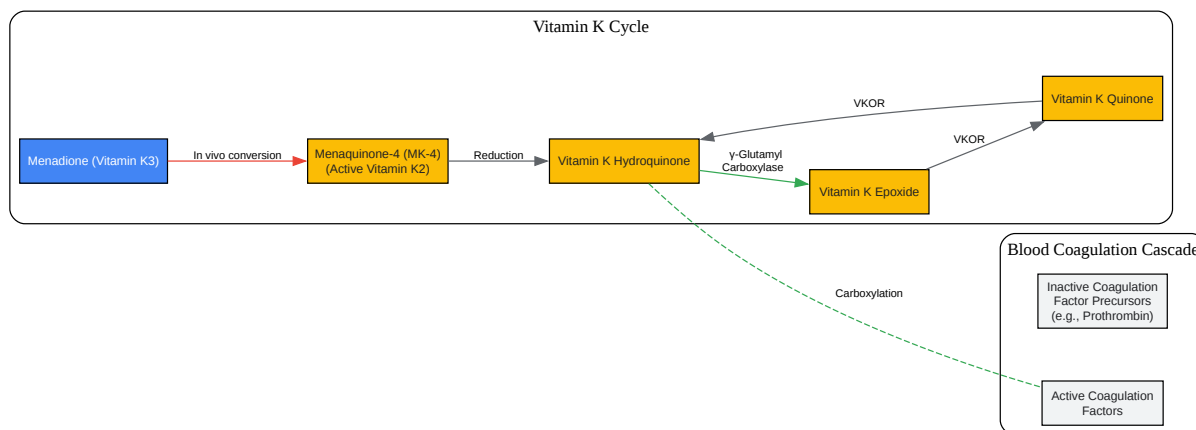 Vitamin K Cycle
Vitamin K Quinone
VKOR
VKOR
Menadione (Vitamin K3)
In vivo conversion
Menaquinone-4 (MK-4)
(Active Vitamin K2)
Reduction
Vitamin K Hydroquinone
γ-Glutamyl
Carboxylase
Vitamin K Epoxide
Blood Coagulation Cascade
Inactive Coagulation
Factor Precursors
(e.g., Prothrombin)
Carboxylation
Active Coagulation
Factors